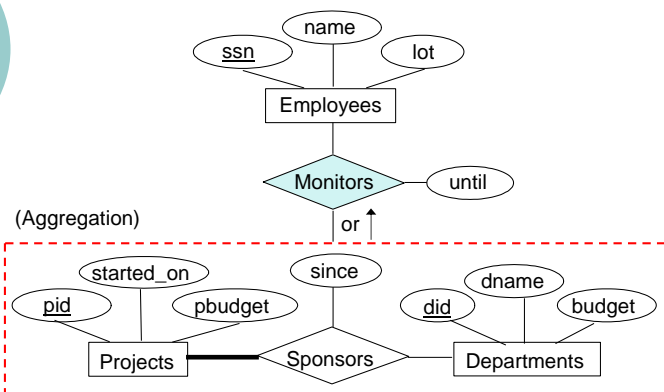 name
ssn
lot
Employees
Monitors
until
(Aggregation)
or
started_on
since
dname
pid
pbudget
did
budget
Projects
Sponsors
Departments